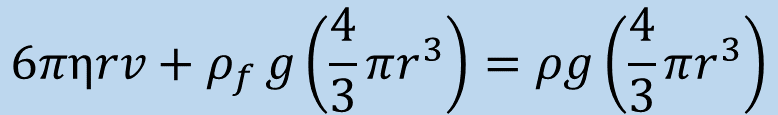 6πηrv + ρ_f g(4/3 πr³) = ρg(4/3 πr³)